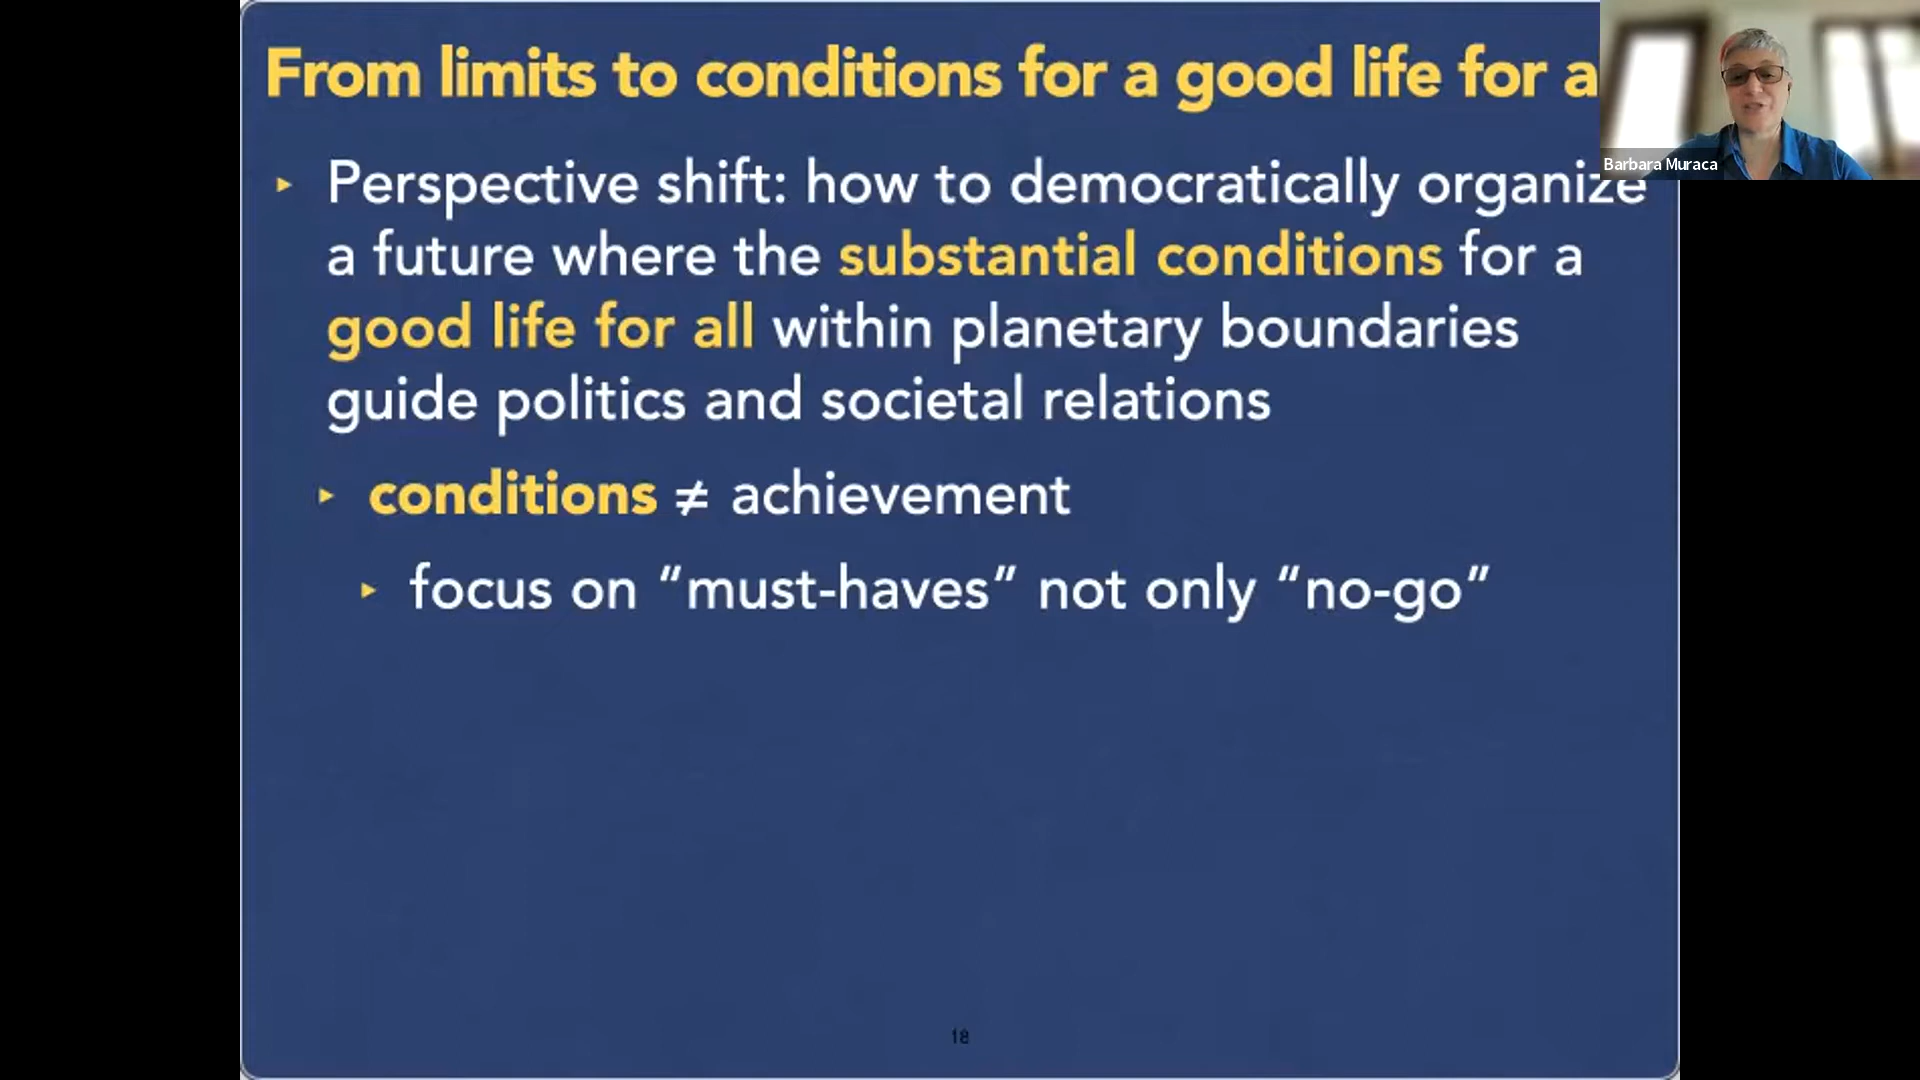 From limits to conditions for a good life for a
Barbara Muraca
▸ Perspective shift: how to democratically organize
a future where the substantial conditions for a
good life for all within planetary boundaries
guide politics and societal relations
▸ conditions ≠ achievement
▸ focus on “must-haves” not only “no-go”
18